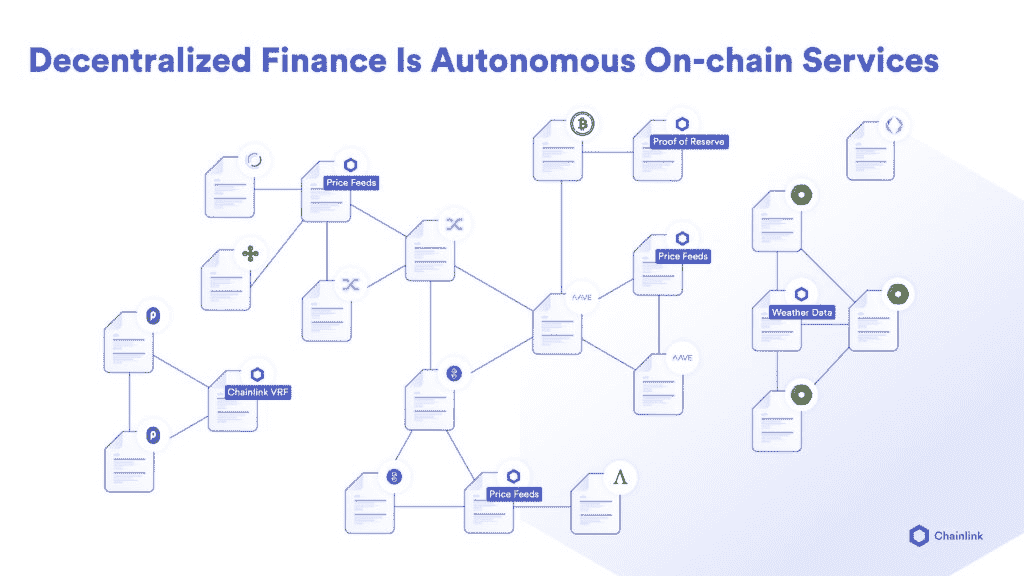 Decentralized Finance Is Autonomous On-chain Services
Proof of Reserve
Price Feeds
Price Feeds
AAVE
Weather Data
AAVE
Chainlink VRF
Price Feeds
Chainlink